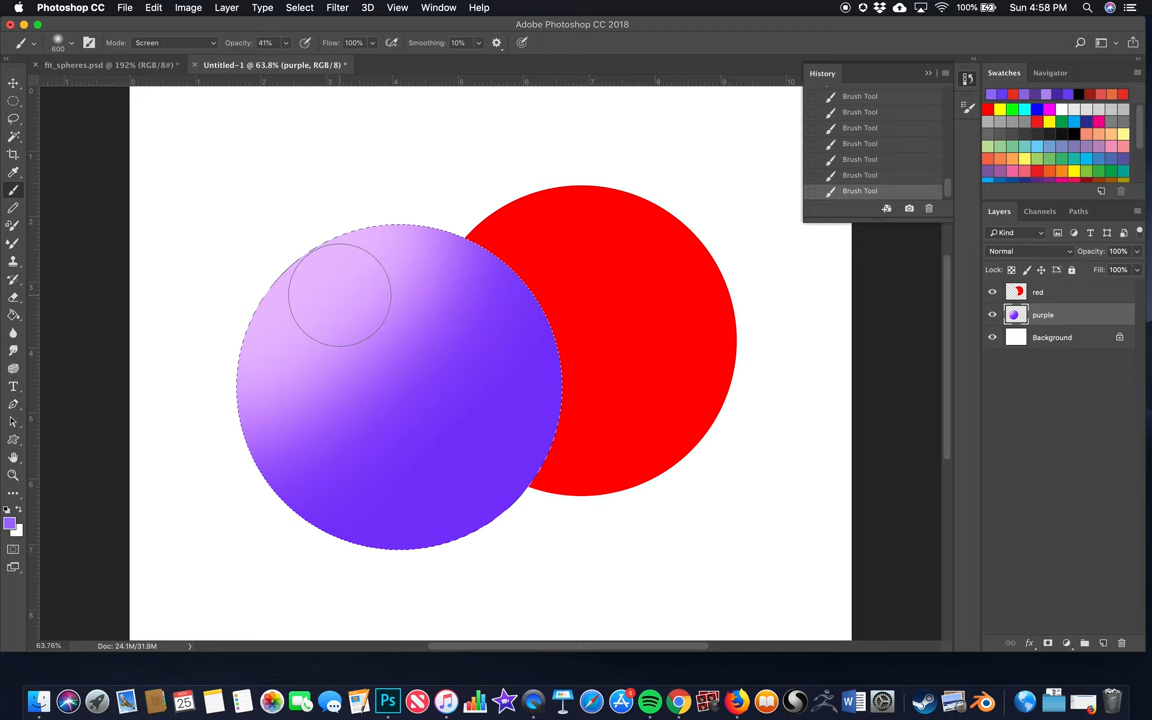 Photoshop CC File Edit Image Layer Type Select Filter 3D View Window Help 100% Sun 4:58 PM
Adobe Photoshop CC 2018
600 Mode: Screen Opacity: 41% Flow: 100% Smoothing: 10%
fit_spheres.psd @ 192% (RGB/8#) * Untitled-1 @ 63.8% (purple, RGB/8) *
History
Brush Tool
Brush Tool
Brush Tool
Brush Tool
Brush Tool
Brush Tool
Brush Tool
Swatches Navigator
Layers Channels Paths
Kind
Normal Opacity: 100%
Lock: Fill: 100%
red
purple
Background
63.76% Doc: 24.1M/31.9M
NOV
25